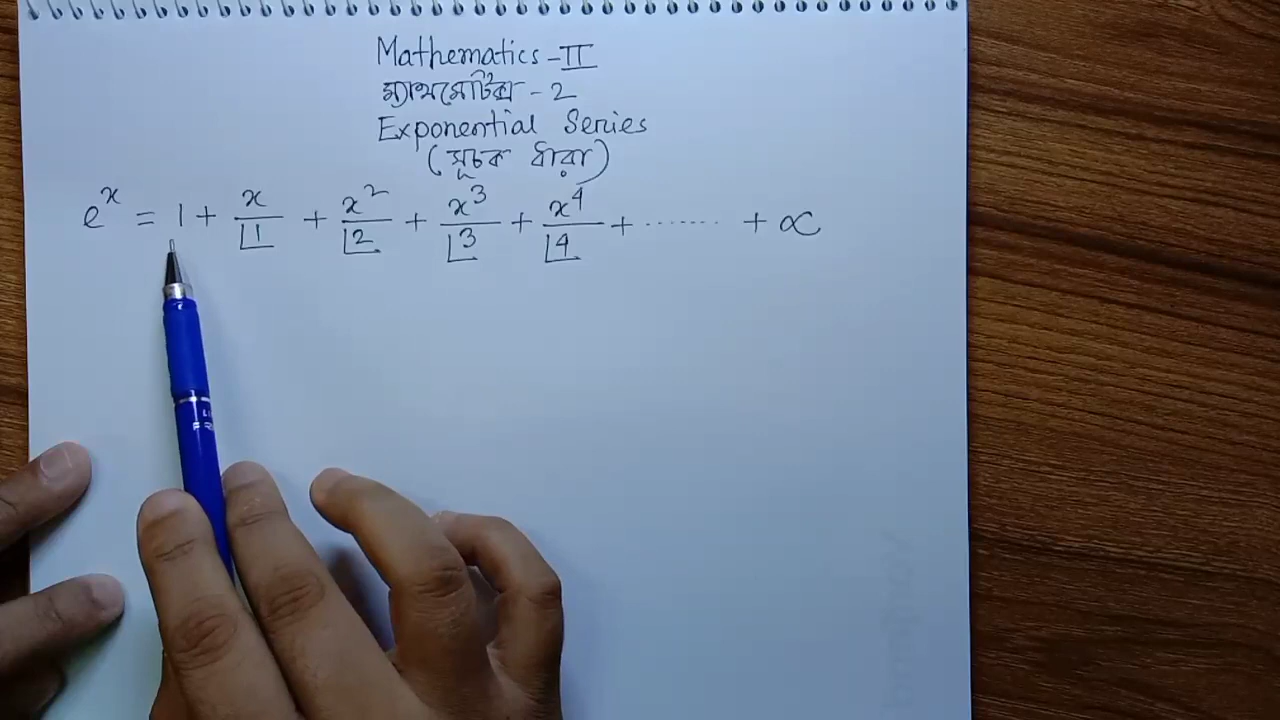 Mathematics-II
ম্যাথমেটিক্স - 2
Exponential Series
(সূচক ধারা)
e^x = 1 + x/⌊1 + x^2/⌊2 + x^3/⌊3 + x^4/⌊4 + ........ + ∝